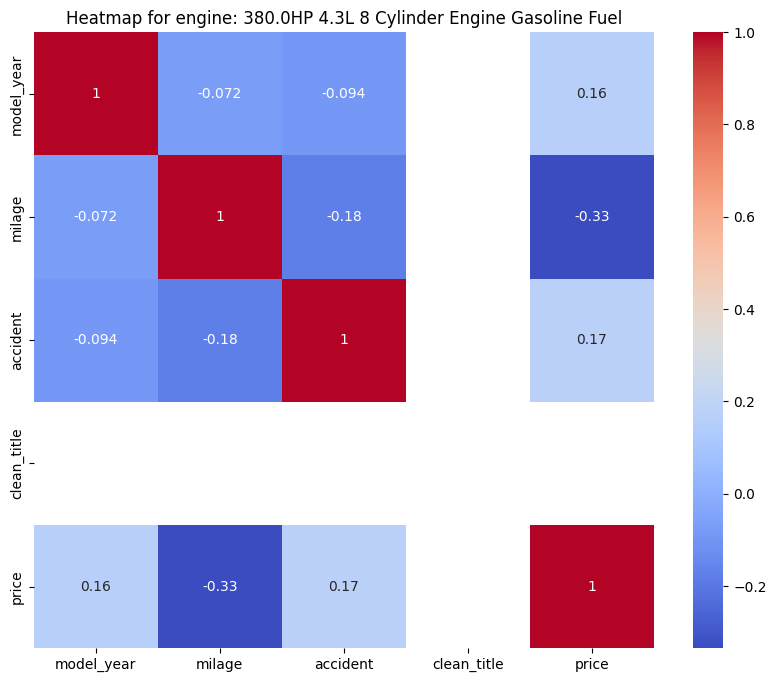 Heatmap for engine: 380.0HP 4.3L 8 Cylinder Engine Gasoline Fuel
model_year 1 -0.072 -0.094 0.16
milage -0.072 1 -0.18 -0.33
accident -0.094 -0.18 1 0.17
clean_title
price 0.16 -0.33 0.17 1
model_year milage accident clean_title price
1.0
0.8
0.6
0.4
0.2
0.0
−0.2